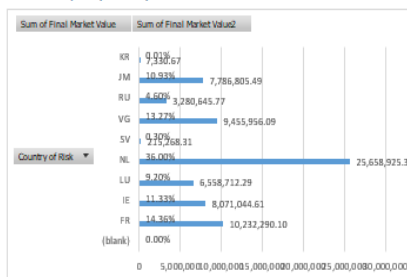 Sum of Final Market Value Sum of Final Market Value2
KR 0.01% 7,330.67
JM 10.93% 7,786,805.49
RU 4.60% 3,280,645.77
VG 13.27% 9,455,956.09
SV 0.30% 215,268.31
Country of Risk NL 36.00% 25,658,925.3
LU 9.20% 6,558,712.29
IE 11.33% 8,071,044.61
FR 14.36% 10,232,290.10
(blank) 0.00%
0 5,000,000 10,000,000 15,000,000 20,000,000 25,000,000 30,000,000